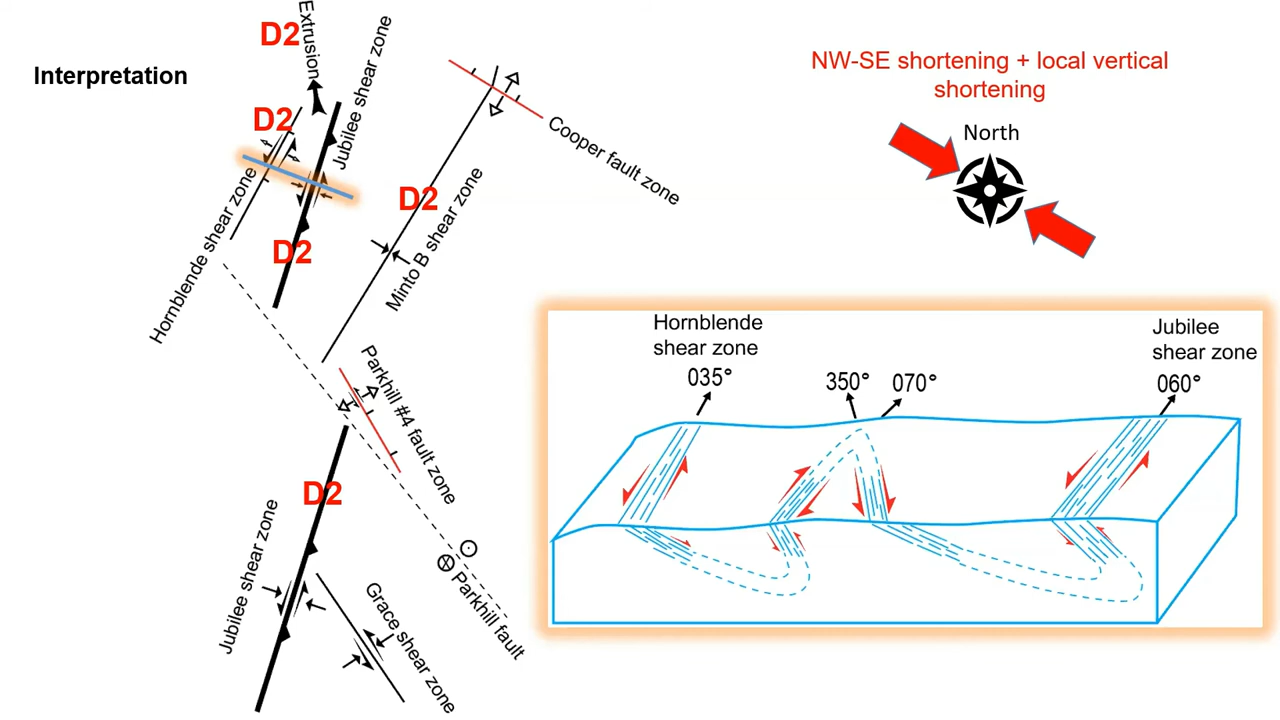 Interpretation
D2
Extrusion
Jubilee shear zone
D2
Hornblende shear zone
D2
Cooper fault zone
D2
Minto B shear zone
Parkhill #4 fault zone
D2
Jubilee shear zone
Parkhill fault
Grace shear zone
NW-SE shortening + local vertical
shortening
North
Hornblende
shear zone
035°
350°
070°
Jubilee
shear zone
060°